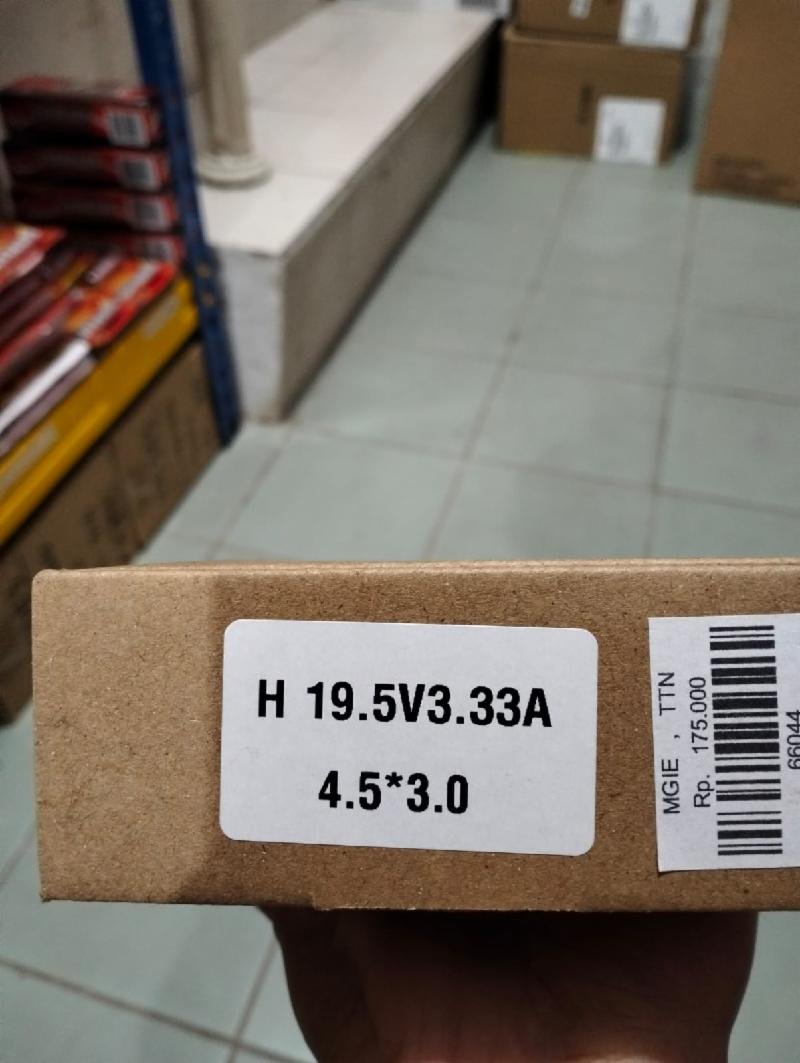 H 19.5V3.33A
4.5*3.0
MGIE , TTN
Rp. 175.000
66044